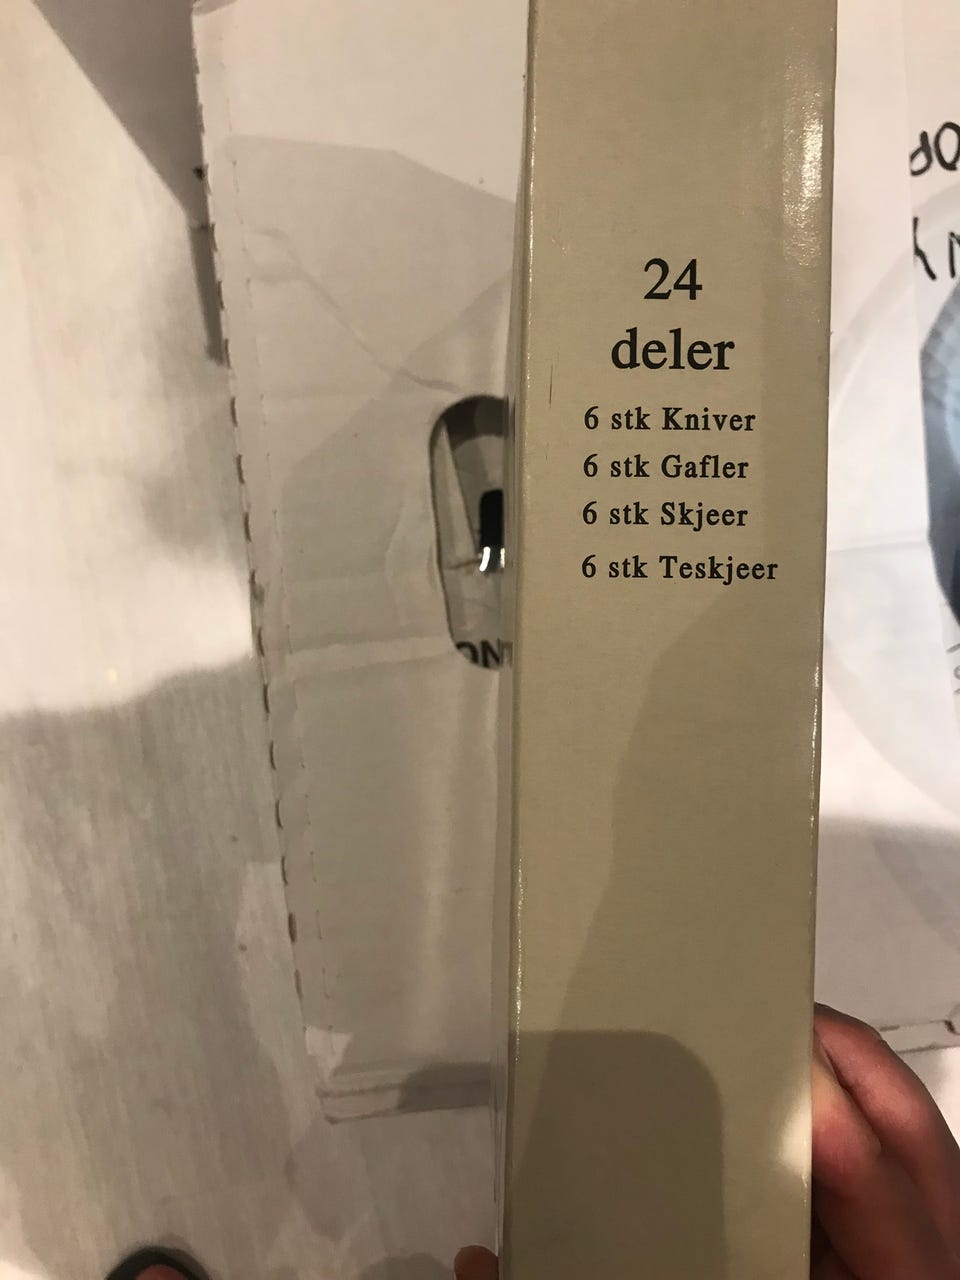 24
deler
6 stk Kniver
6 stk Gafler
6 stk Skjeer
6 stk Teskjeer